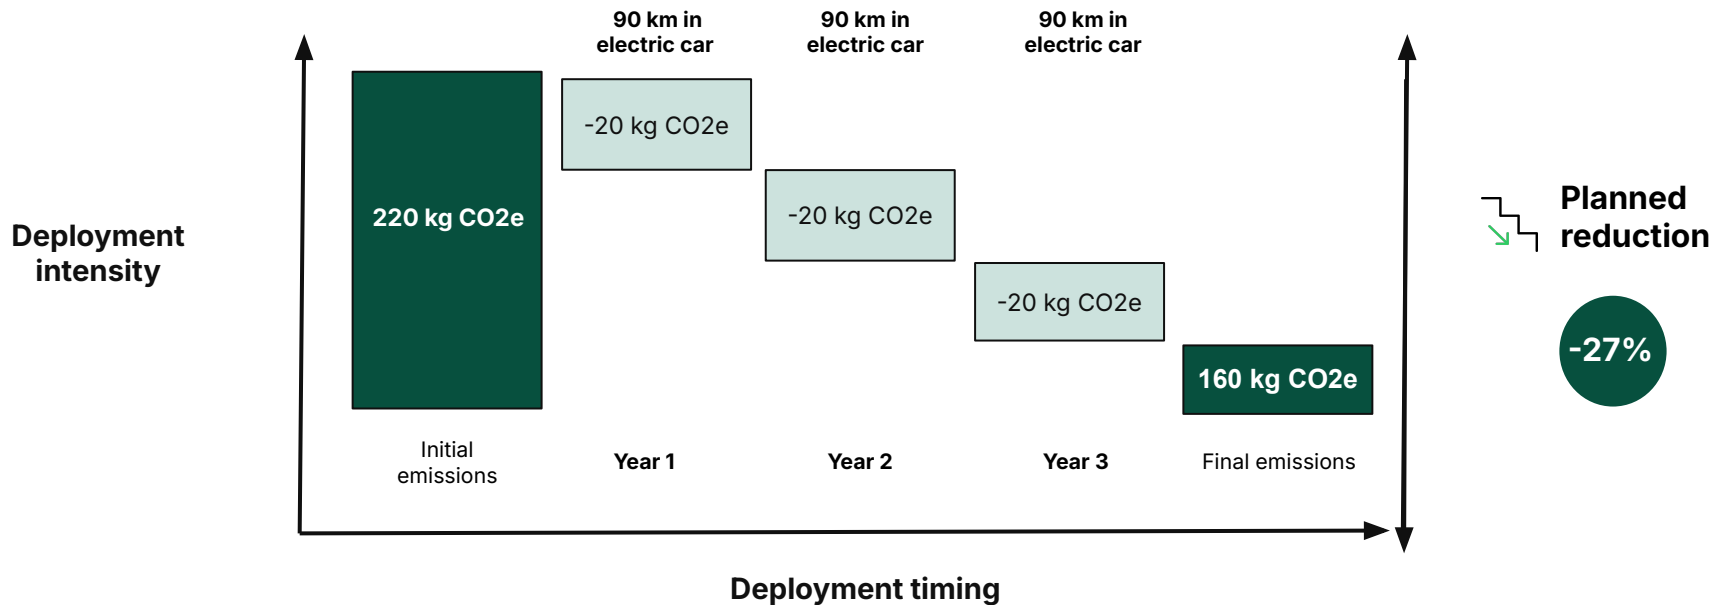 90 km in
electric car
90 km in
electric car
90 km in
electric car
Deployment
intensity
220 kg CO2e
-20 kg CO2e
-20 kg CO2e
-20 kg CO2e
160 kg CO2e
Planned
reduction
-27%
Initial
emissions
Year 1
Year 2
Year 3
Final emissions
Deployment timing